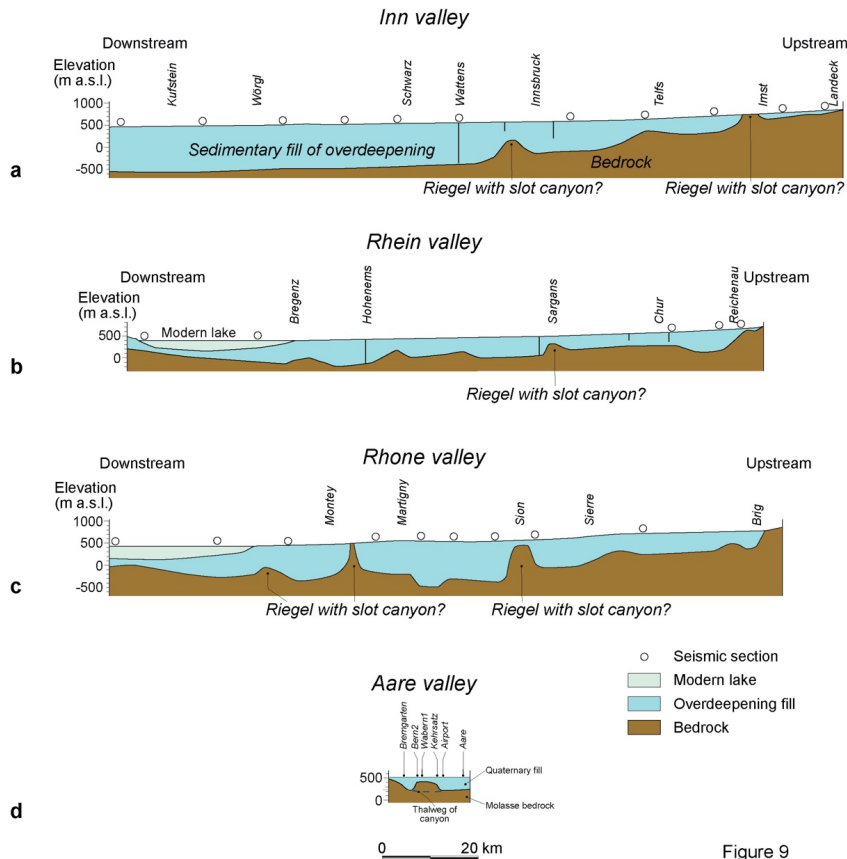 Inn valley
Downstream
Upstream
Elevation
(m a.s.l.)
Kufstein
Wörgl
Schwarz
Wattens
Innsbruck
Telfs
Imst
Landeck
1000
500
0
-500
Sedimentary fill of overdeepening
Bedrock
a
Riegel with slot canyon?
Riegel with slot canyon?
Rhein valley
Downstream
Upstream
Elevation
(m a.s.l.)
Bregenz
Hohenems
Sargans
Chur
Reichenau
500
0
Modern lake
b
Riegel with slot canyon?
Rhone valley
Downstream
Upstream
Elevation
(m a.s.l.)
Montey
Martigny
Sion
Sierre
Brig
1000
500
0
-500
c
Riegel with slot canyon?
Riegel with slot canyon?
Seismic section
Modern lake
Overdeepening fill
Bedrock
Aare valley
Bremgarten
Bern2
Wabern1
Kehrsatz
Airport
Aare
500
0
Quaternary fill
Molasse bedrock
Thalweg of
canyon
d
0
20 km
Figure 9